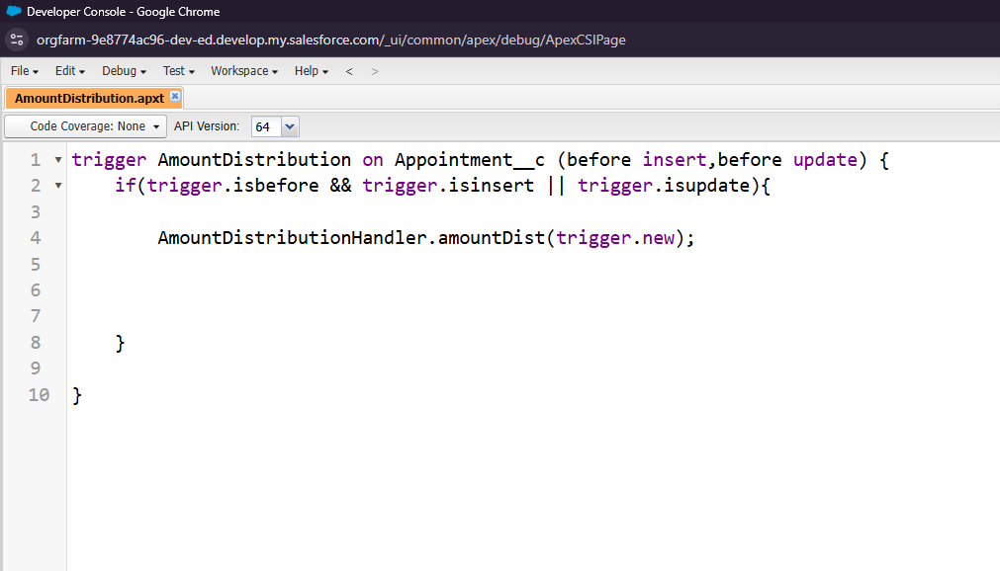 Developer Console - Google Chrome
orgfarm-9e8774ac96-dev-ed.develop.my.salesforce.com/_ui/common/apex/debug/ApexCSIPage
File Edit Debug Test Workspace Help < >
AmountDistribution.apxt
Code Coverage: None API Version: 64
1 trigger AmountDistribution on Appointment__c (before insert,before update) {
2 if(trigger.isbefore && trigger.isinsert || trigger.isupdate){
3
4 AmountDistributionHandler.amountDist(trigger.new);
5
6
7
8 }
9
10 }